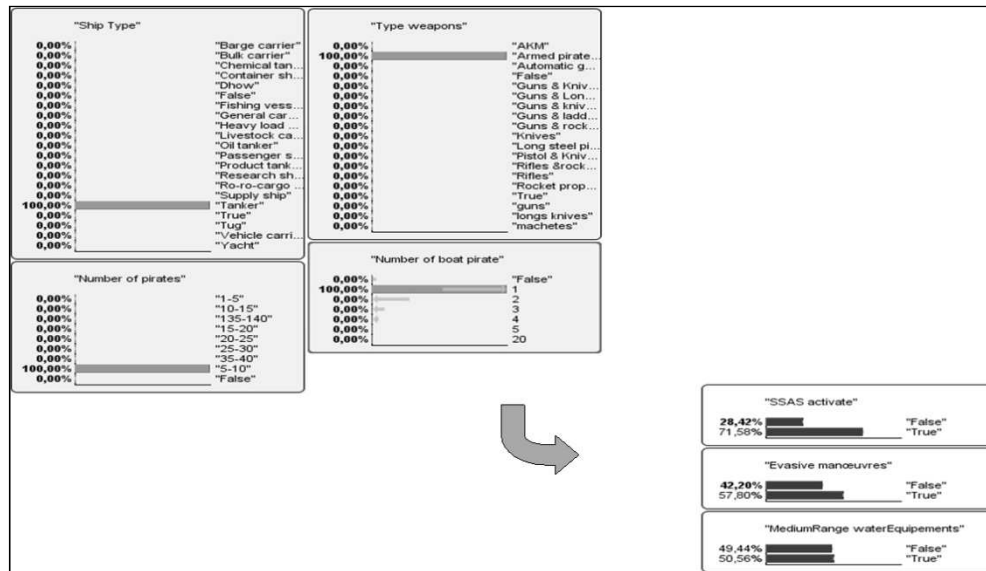 "Ship Type"
0,00% "Barge carrier"
0,00% "Bulk carrier"
0,00% "Chemical tan...
0,00% "Container sh...
0,00% "Dhow"
0,00% "False"
0,00% "Fishing vess...
0,00% "General car...
0,00% "Heavy load ...
0,00% "Livestock ca...
0,00% "Oil tanker"
0,00% "Passenger s...
0,00% "Product tank...
0,00% "Research sh...
0,00% "Ro-ro-cargo ...
0,00% "Supply ship"
100,00% "Tanker"
0,00% "True"
0,00% "Tug"
0,00% "Vehicle carri...
0,00% "Yacht"
"Type weapons"
0,00% "AKM"
100,00% "Armed pirate...
0,00% "Automatic g...
0,00% "False"
0,00% "Guns & Kniv...
0,00% "Guns & Lon...
0,00% "Guns & kniv...
0,00% "Guns & ladd...
0,00% "Guns & rock...
0,00% "Knives"
0,00% "Long steel pi...
0,00% "Pistol & Kniv...
0,00% "Rifles &rock...
0,00% "Rifles"
0,00% "Rocket prop...
0,00% "True"
0,00% "guns"
0,00% "longs knives"
0,00% "machetes"
"Number of pirates"
0,00% "1-5"
0,00% "10-15"
0,00% "135-140"
0,00% "15-20"
0,00% "20-25"
0,00% "25-30"
0,00% "35-40"
100,00% "5-10"
0,00% "False"
"Number of boat pirate"
0,00% "False"
100,00% 1
0,00% 2
0,00% 3
0,00% 4
0,00% 5
0,00% 20
"SSAS activate"
28,42% "False"
71,58% "True"
"Evasive manœuvres"
42,20% "False"
57,80% "True"
"MediumRange waterEquipements"
49,44% "False"
50,56% "True"